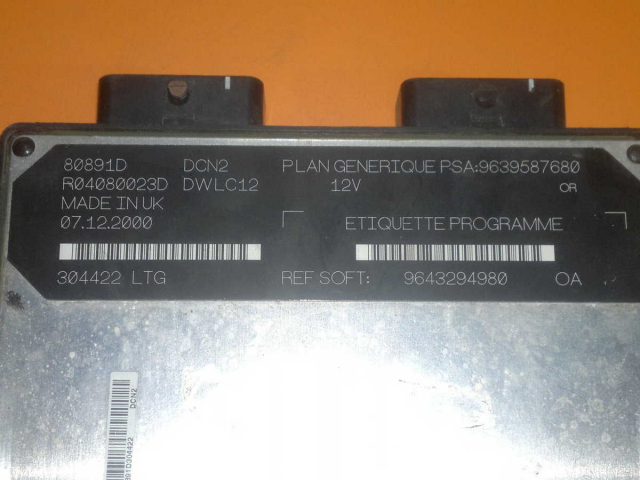 80891D DCN2 PLAN GENERIQUE PSA:9639587680
R04080023D DWLC12 12V OR
MADE IN UK
07.12.2000 ETIQUETTE PROGRAMME
304422 LTG REF SOFT: 9643294980 OA
DCN2
891D304422